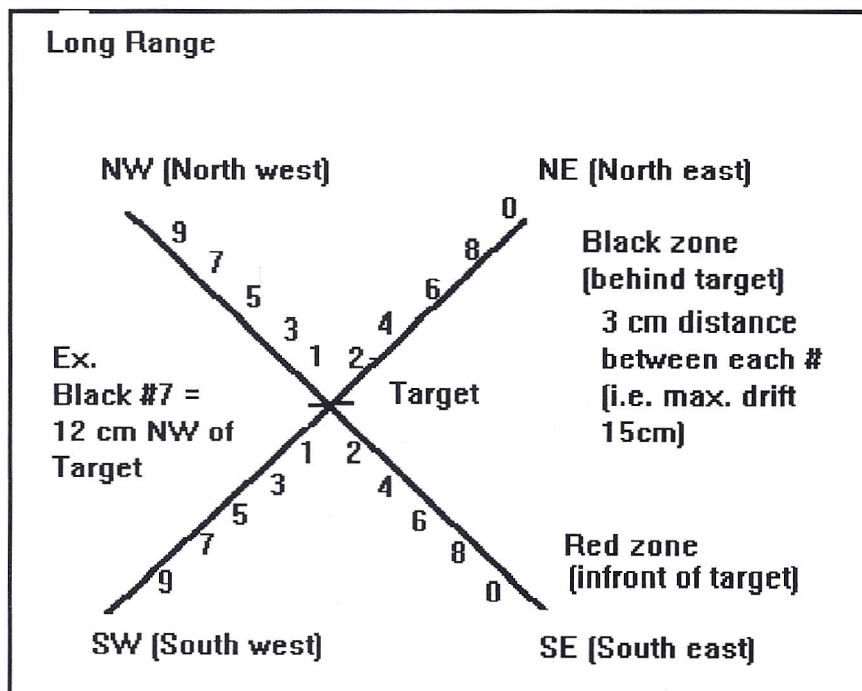 Long Range
NW (North west)
NE (North east)
9
7
5
3
1
0
8
6
4
2
Black zone
(behind target)
3 cm distance
between each #
(i.e. max. drift
15cm)
Ex.
Black #7 =
12 cm NW of
Target
Target
1
3
5
7
9
2
4
6
8
0
Red zone
(infront of target)
SW (South west)
SE (South east)